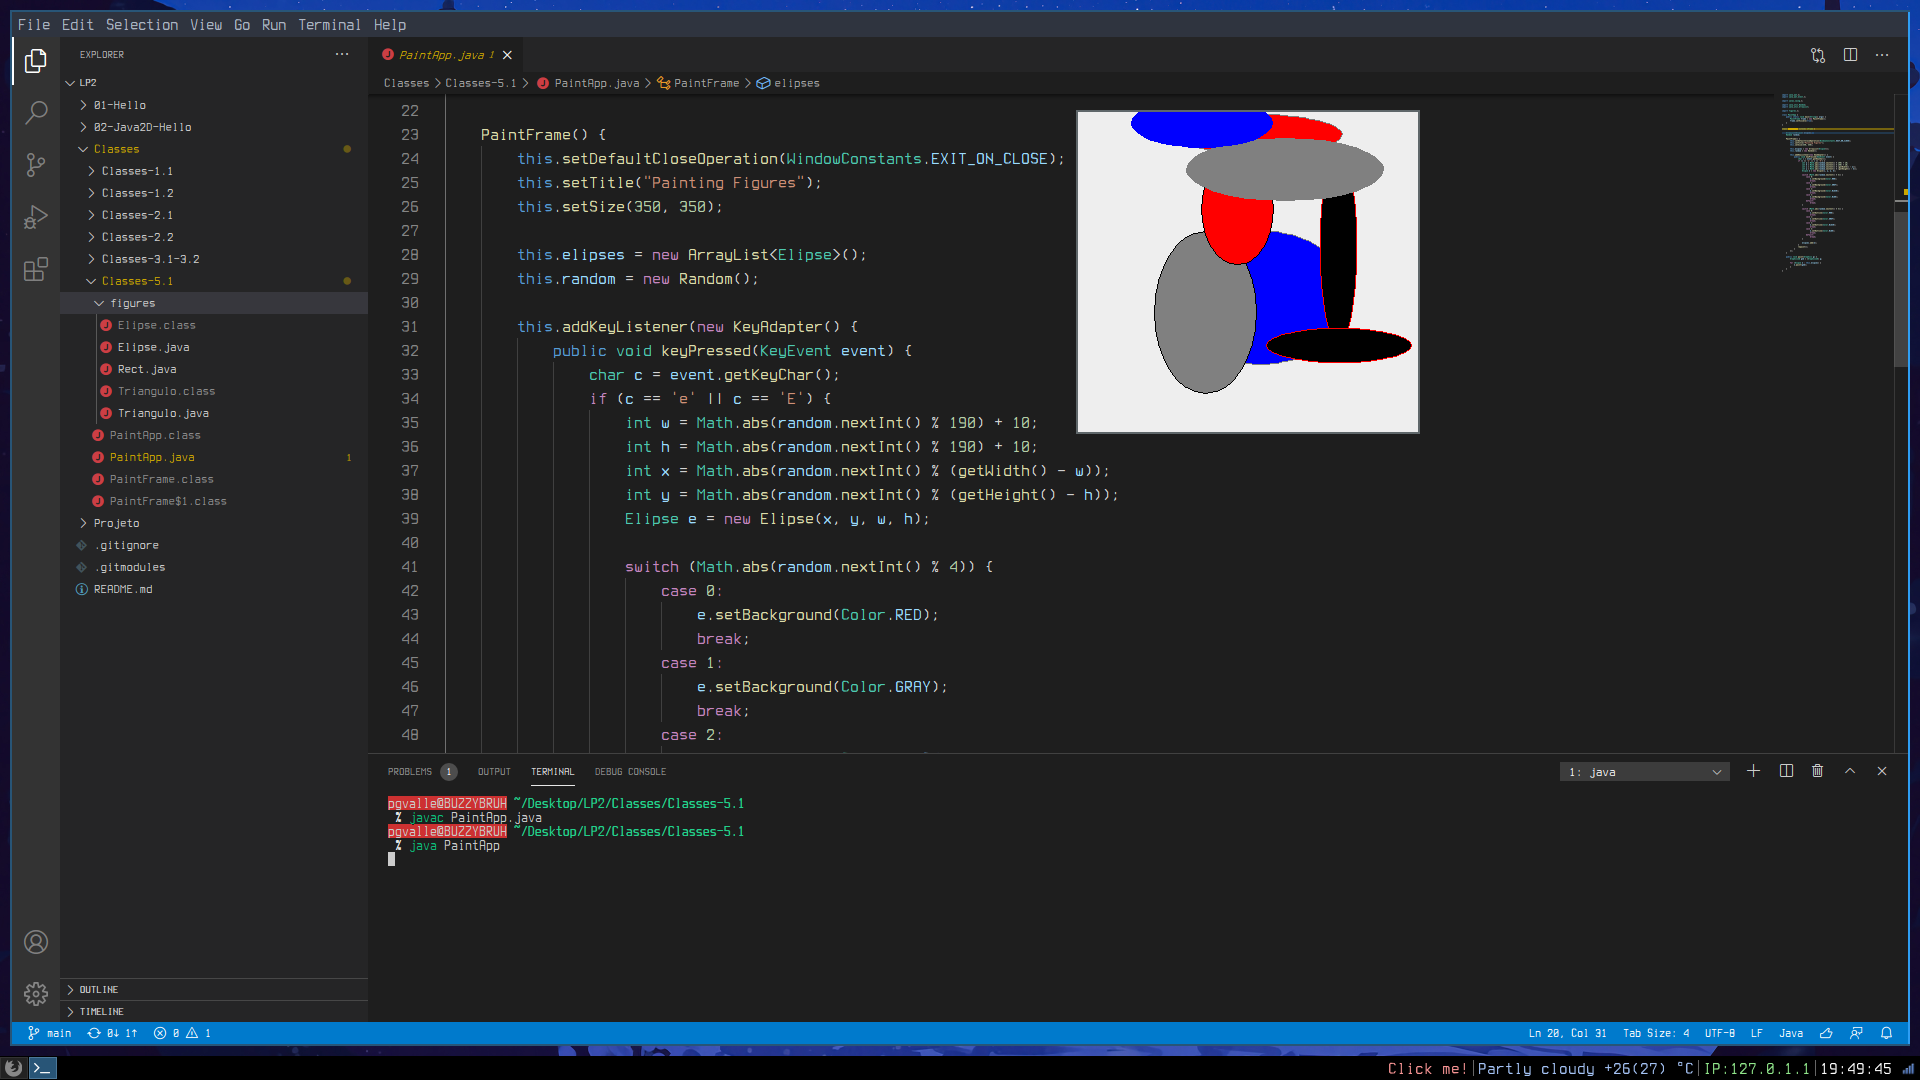 File Edit Selection View Go Run Terminal Help
EXPLORER
LP2
01-Hello
02-Java2D-Hello
Classes
Classes-1.1
Classes-1.2
Classes-2.1
Classes-2.2
Classes-3.1-3.2
Classes-5.1
figures
Elipse.class
Elipse.java
Rect.java
Triangulo.class
Triangulo.java
PaintApp.class
PaintApp.java 1
PaintFrame.class
PaintFrame$1.class
Projeto
.gitignore
.gitmodules
README.md
OUTLINE
TIMELINE
PaintApp.java 1
Classes > Classes-5.1 > PaintApp.java > PaintFrame > elipses
22
23 PaintFrame() {
24 this.setDefaultCloseOperation(WindowConstants.EXIT_ON_CLOSE);
25 this.setTitle("Painting Figures");
26 this.setSize(350, 350);
27
28 this.elipses = new ArrayList<Elipse>();
29 this.random = new Random();
30
31 this.addKeyListener(new KeyAdapter() {
32 public void keyPressed(KeyEvent event) {
33 char c = event.getKeyChar();
34 if (c == 'e' || c == 'E') {
35 int w = Math.abs(random.nextInt() % 190) + 10;
36 int h = Math.abs(random.nextInt() % 190) + 10;
37 int x = Math.abs(random.nextInt() % (getWidth() - w));
38 int y = Math.abs(random.nextInt() % (getHeight() - h));
39 Elipse e = new Elipse(x, y, w, h);
40
41 switch (Math.abs(random.nextInt() % 4)) {
42 case 0:
43 e.setBackground(Color.RED);
44 break;
45 case 1:
46 e.setBackground(Color.GRAY);
47 break;
48 case 2:
PROBLEMS 1 OUTPUT TERMINAL DEBUG CONSOLE
1: java
pgvalle@BUZZYBRUH ~/Desktop/LP2/Classes/Classes-5.1
% javac PaintApp.java
pgvalle@BUZZYBRUH ~/Desktop/LP2/Classes/Classes-5.1
% java PaintApp
main 0↓ 1↑ 0 1
Ln 20, Col 31 Tab Size: 4 UTF-8 LF Java
Click me!|Partly cloudy +26(27) °C|IP:127.0.1.1|19:49:45